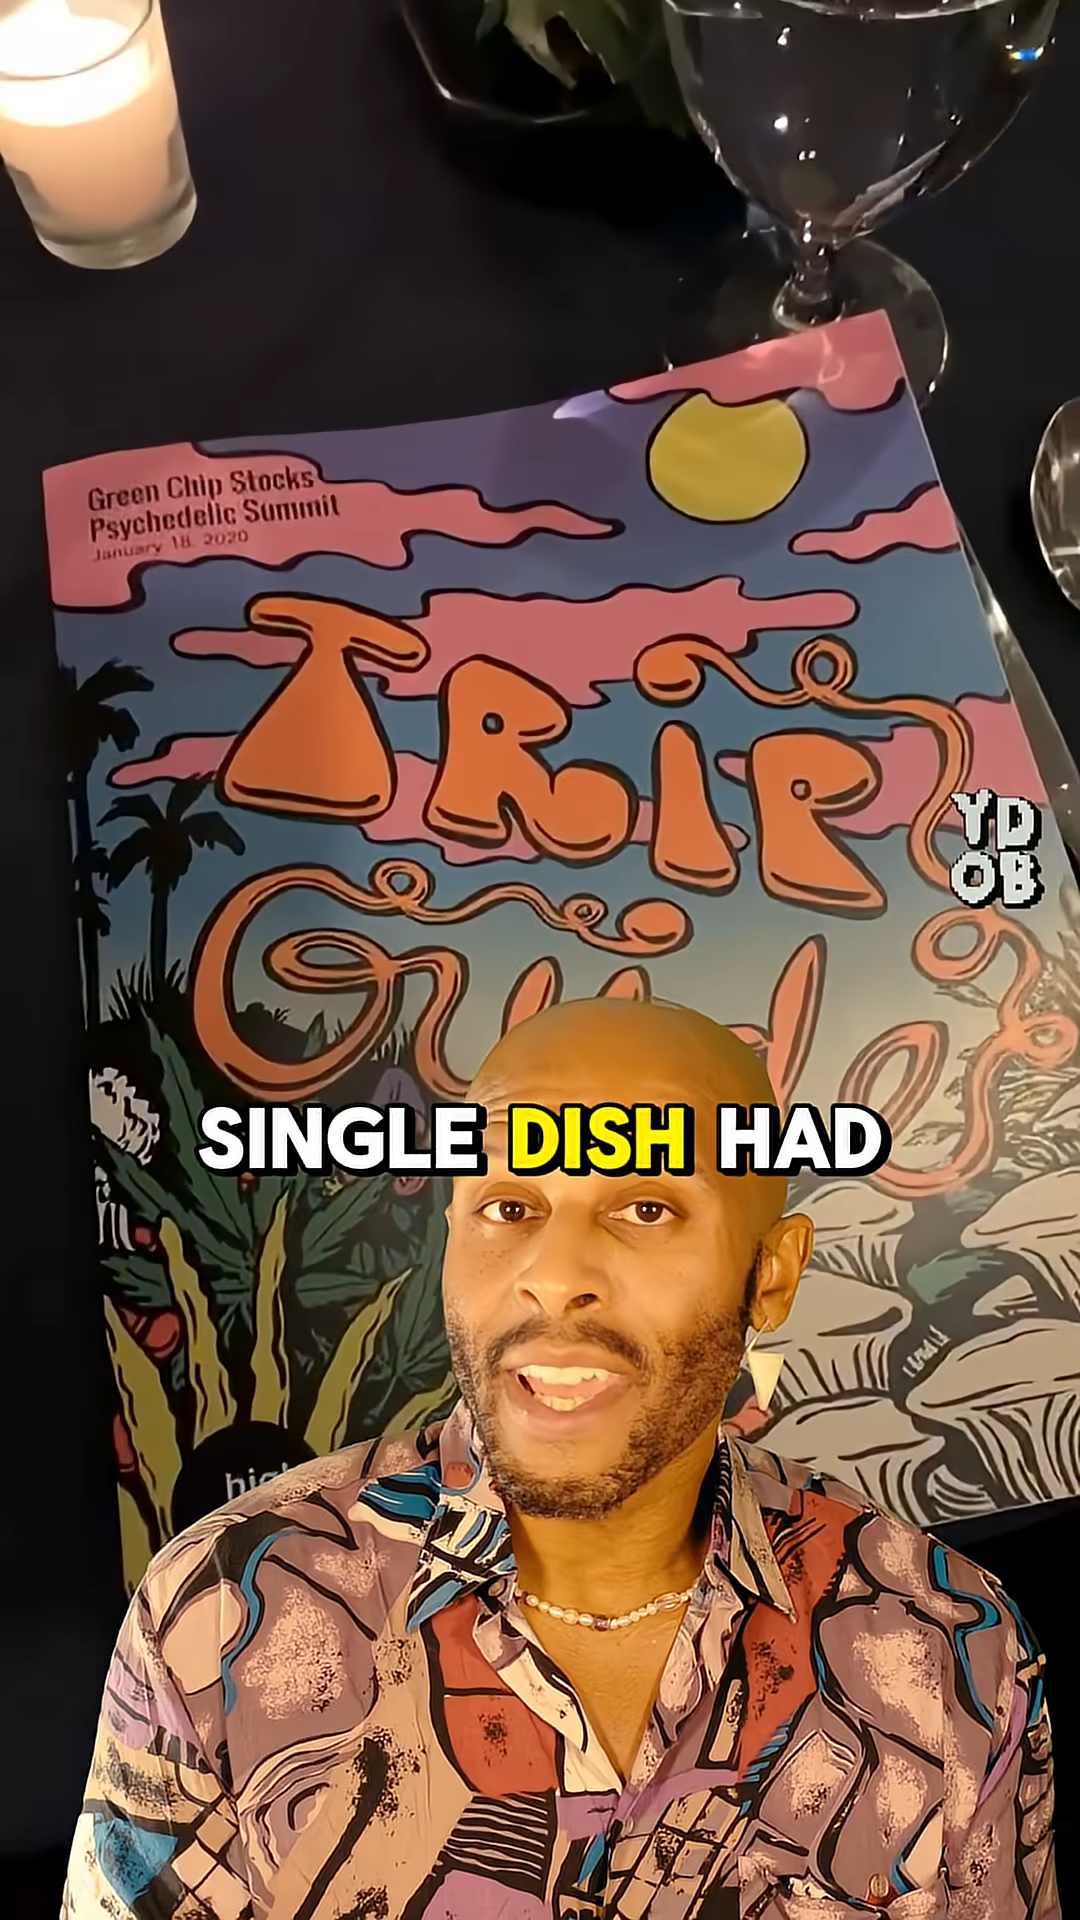 Green Chip Stocks
Psychedelic Summit
January 18, 2020
TRIP
YD
OB
Guide
SINGLE DISH HAD